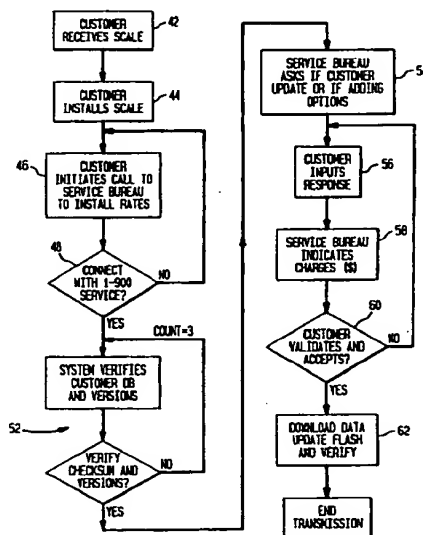 CUSTOMER
RECEIVES SCALE
42
CUSTOMER
INSTALLS SCALE
44
46
CUSTOMER
INITIATES CALL TO
SERVICE BUREAU
TO INSTALL RATES
48
CONNECT
WITH 1-900
SERVICE?
NO
YES
COUNT=3
SYSTEM VERIFIES
CUSTOMER DB
AND VERSIONS
52
VERIFY
CHECKSUM AND
VERSIONS?
NO
YES
SERVICE BUREAU
ASKS IF CUSTOMER
UPDATE OR IF ADDING
OPTIONS
CUSTOMER
INPUTS
RESPONSE
56
SERVICE BUREAU
INDICATES
CHARGES ($)
58
60
CUSTOMER
VALIDATES AND
ACCEPTS?
NO
YES
DOWNLOAD DATA
UPDATE FLASH
AND VERIFY
62
END
TRANSMISSION